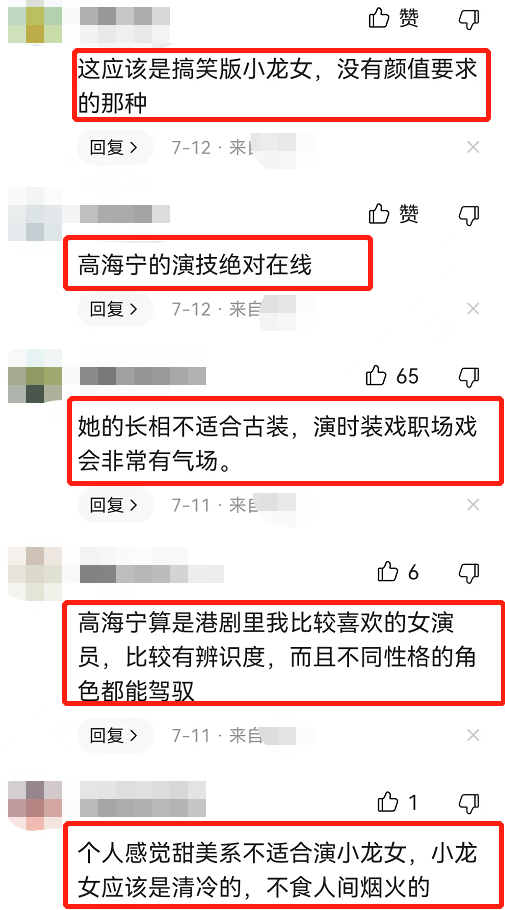 赞
这应该是搞笑版小龙女，没有颜值要求
的那种
回复 > 7-12 · 来
赞
高海宁的演技绝对在线
回复 > 7-12 · 来自
65
她的长相不适合古装，演时装戏职场戏
会非常有气场。
回复 > 7-11 · 来自
6
高海宁算是港剧里我比较喜欢的女演
员，比较有辨识度，而且不同性格的角
色都能驾驭
回复 > 7-11 · 来自
1
个人感觉甜美系不适合演小龙女，小龙
女应该是清冷的，不食人间烟火的